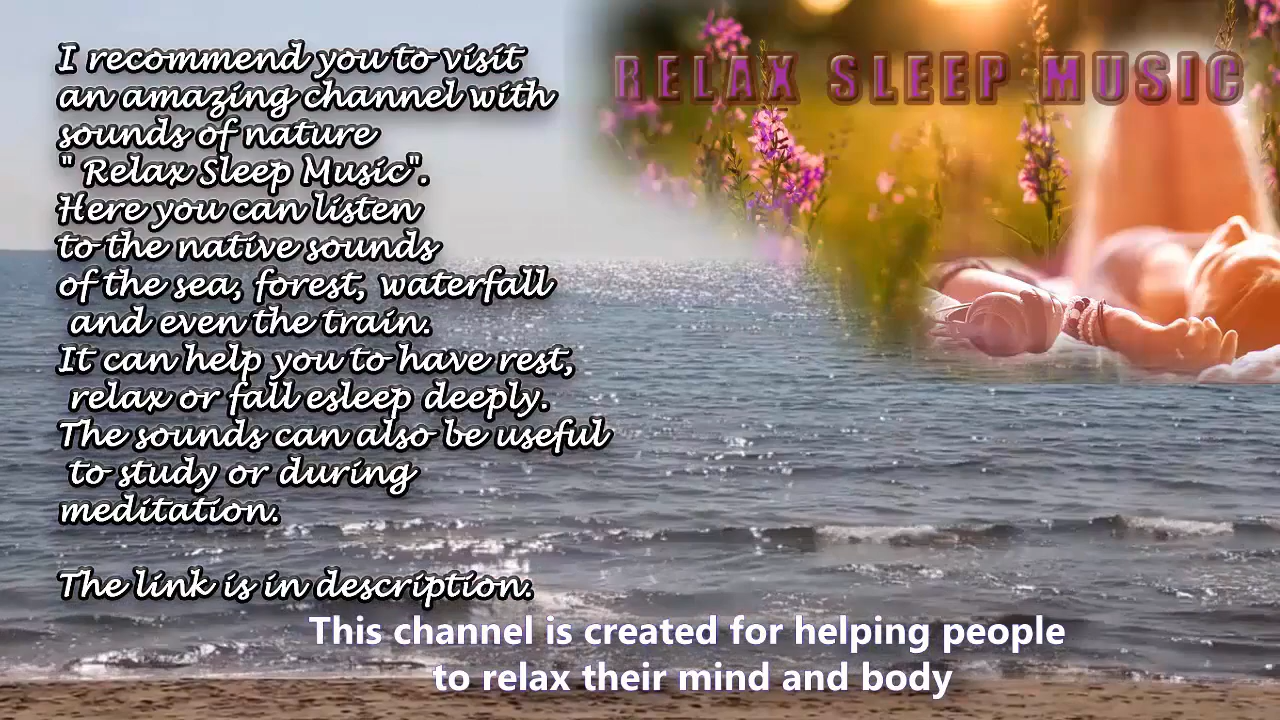 I recommend you to visit
an amazing channel with
sounds of nature
" Relax Sleep Music".
Here you can listen
to the native sounds
of the sea, forest, waterfall
and even the train.
It can help you to have rest,
relax or fall esleep deeply.
The sounds can also be useful
to study or during
meditation.
The link is in description.
RELAX SLEEP MUSIC
This channel is created for helping people
to relax their mind and body